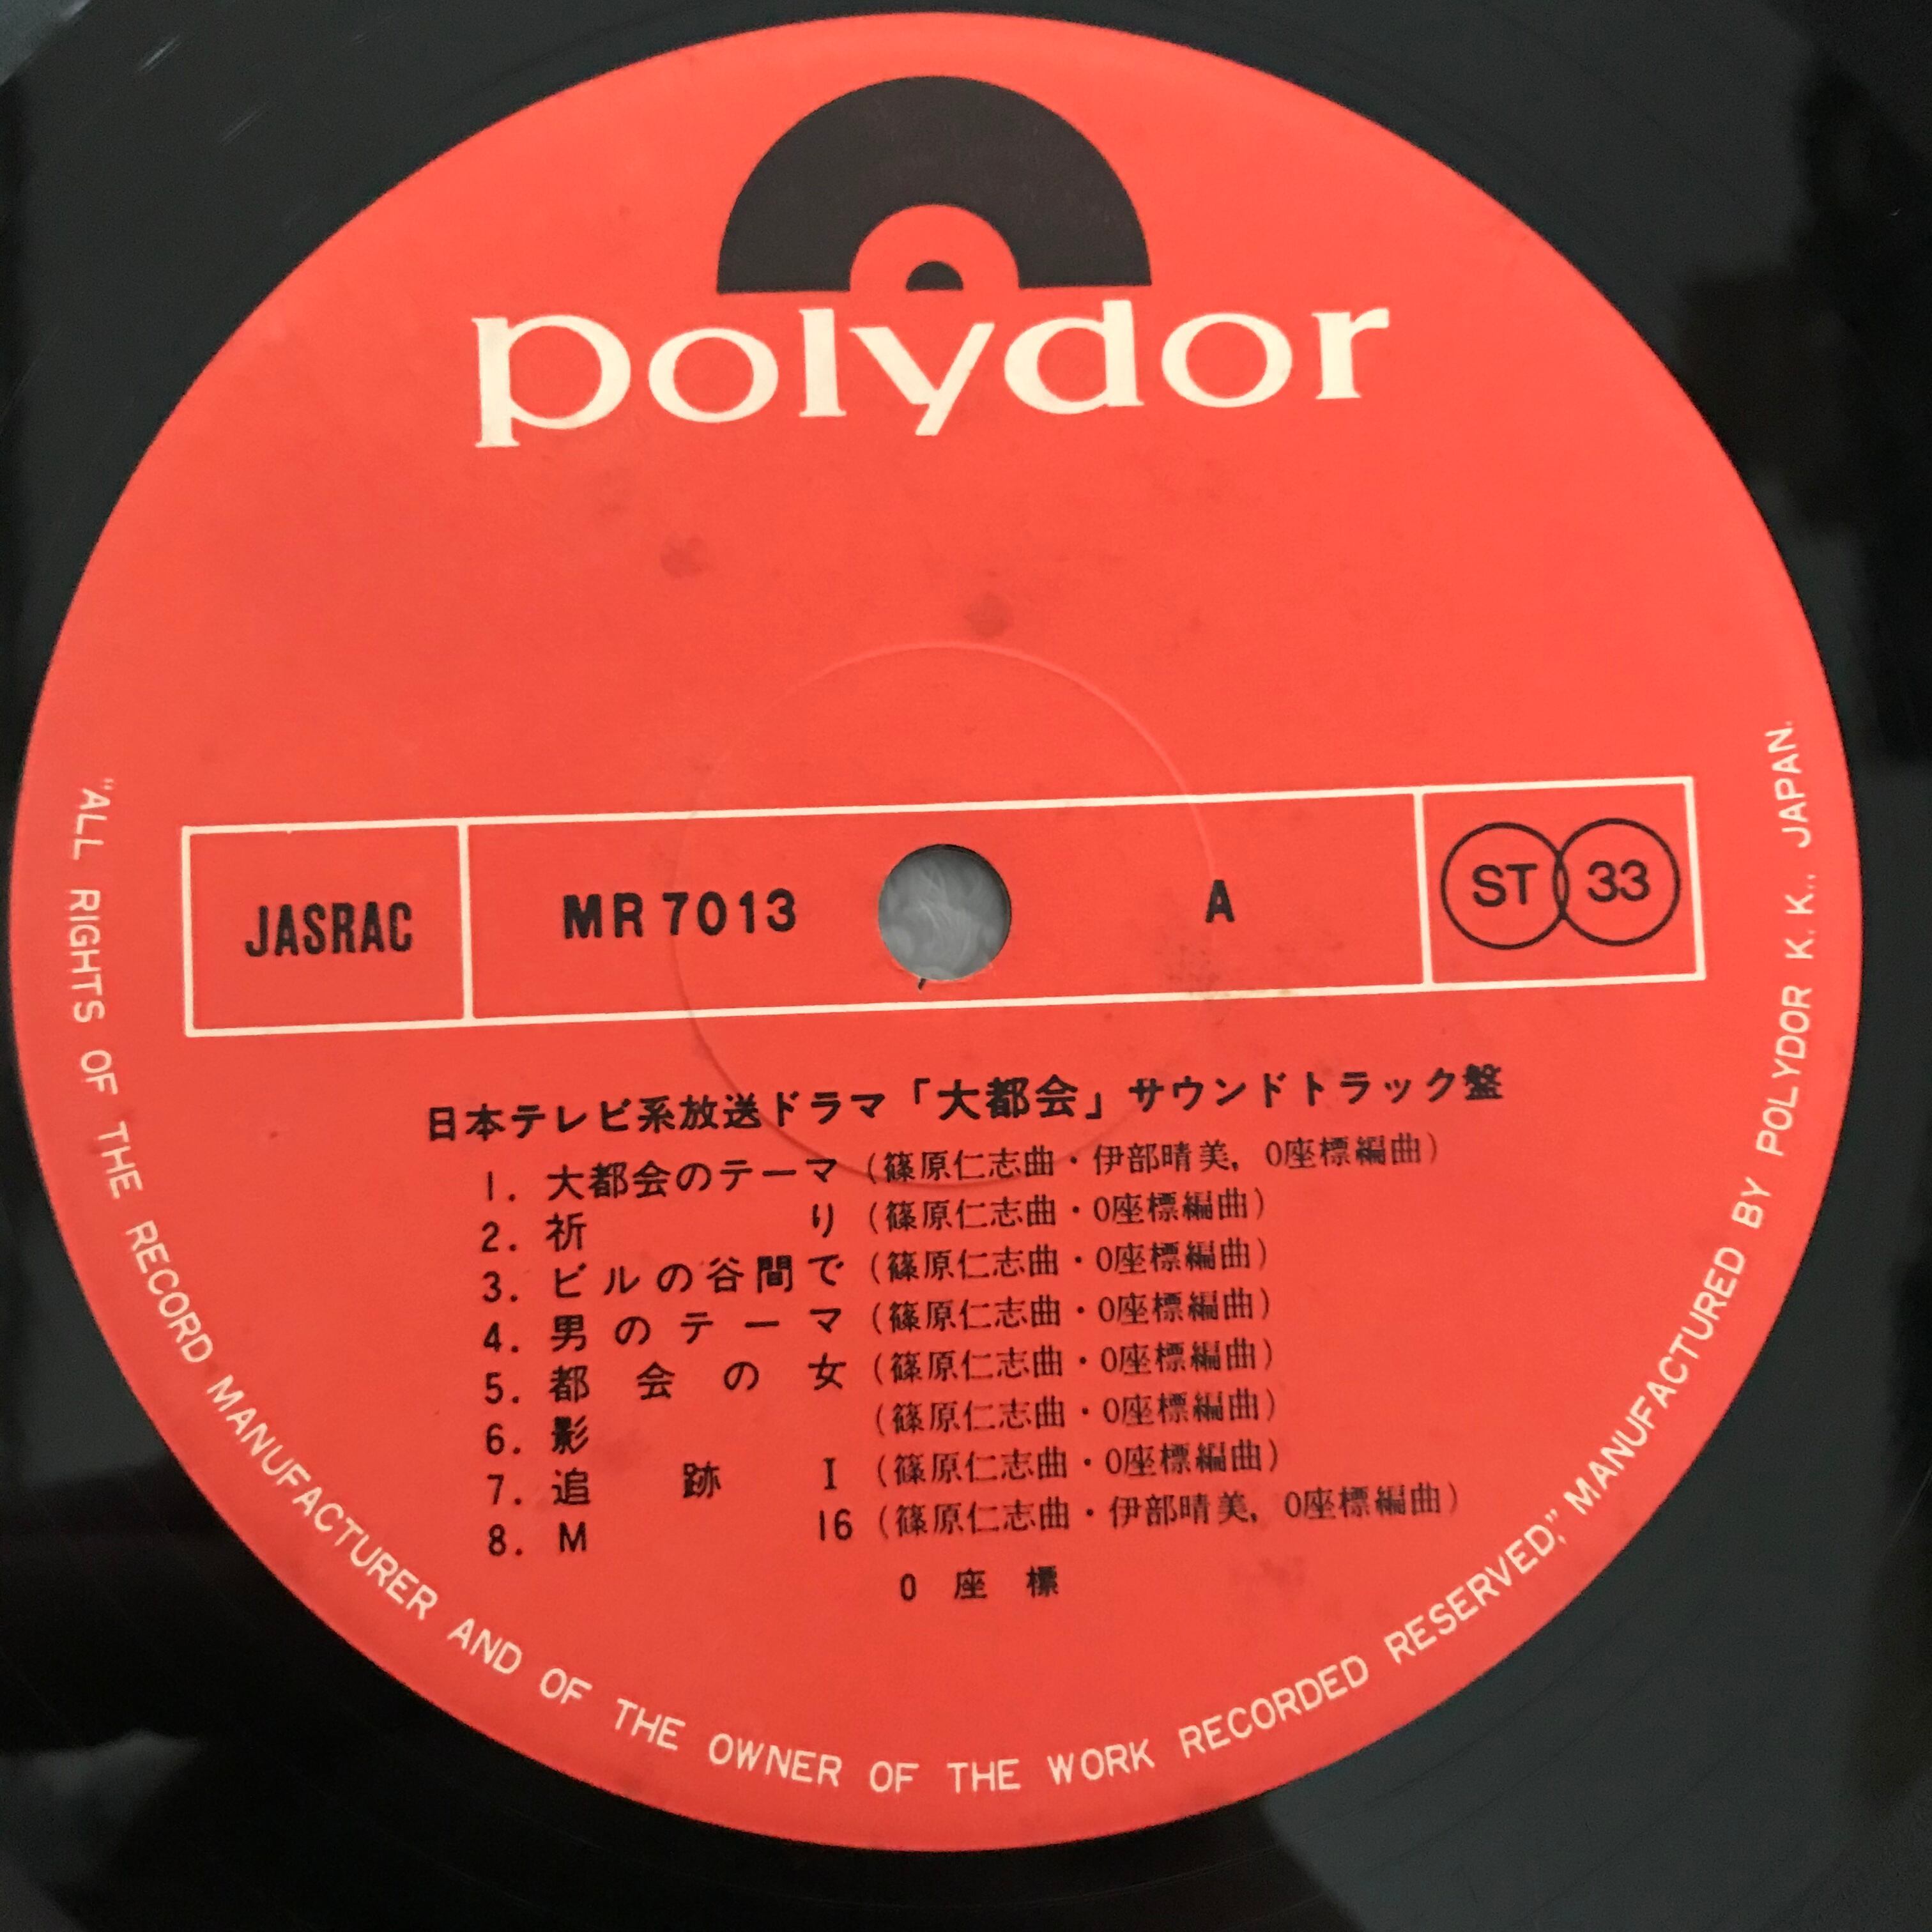 polydor
JASRAC MR 7013 A ST 33
日本テレビ系放送ドラマ「大都会」サウンドトラック盤
1. 大都会のテーマ (篠原仁志曲・伊部晴美, 0座標編曲)
2. 祈り (篠原仁志曲・0座標編曲)
3. ビルの谷間で (篠原仁志曲・0座標編曲)
4. 男のテーマ (篠原仁志曲・0座標編曲)
5. 都会の女 (篠原仁志曲・0座標編曲)
6. 影 (篠原仁志曲・0座標編曲)
7. 追跡 I (篠原仁志曲・0座標編曲)
8. M 16 (篠原仁志曲・伊部晴美, 0座標編曲)
0座標
"ALL RIGHTS OF THE RECORD MANUFACTURER AND OF THE OWNER OF THE WORK RECORDED RESERVED," MANUFACTURED BY POLYDOR K. K., JAPAN.